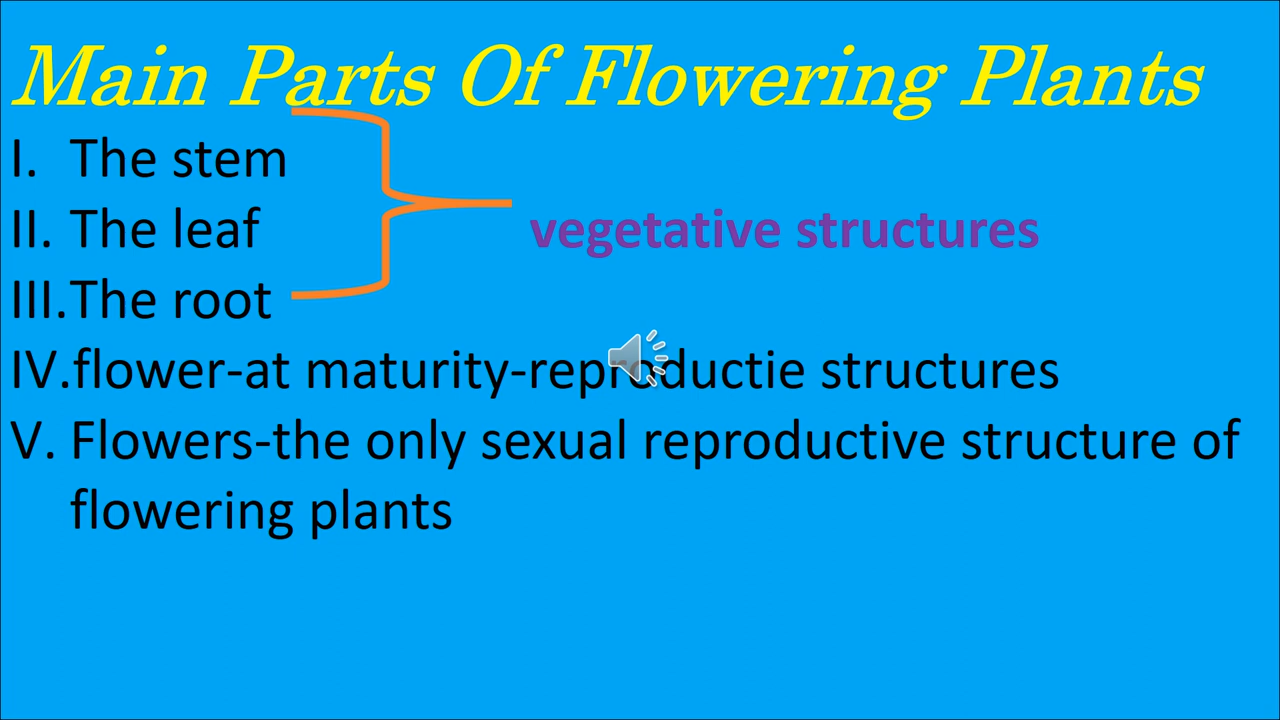 Main Parts Of Flowering Plants
I. The stem
II. The leaf
III.The root
vegetative structures
IV.flower-at maturity-reproductie structures
V. Flowers-the only sexual reproductive structure of
flowering plants